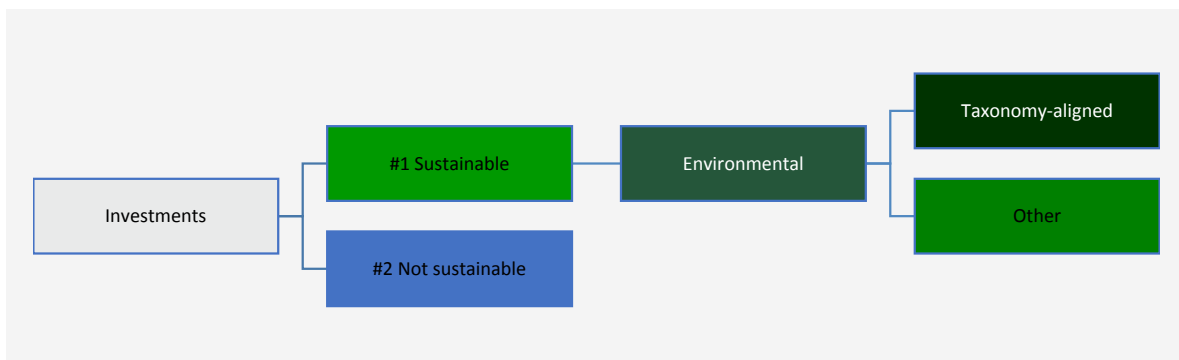 Taxonomy-aligned
#1 Sustainable
Environmental
Investments
Other
#2 Not sustainable